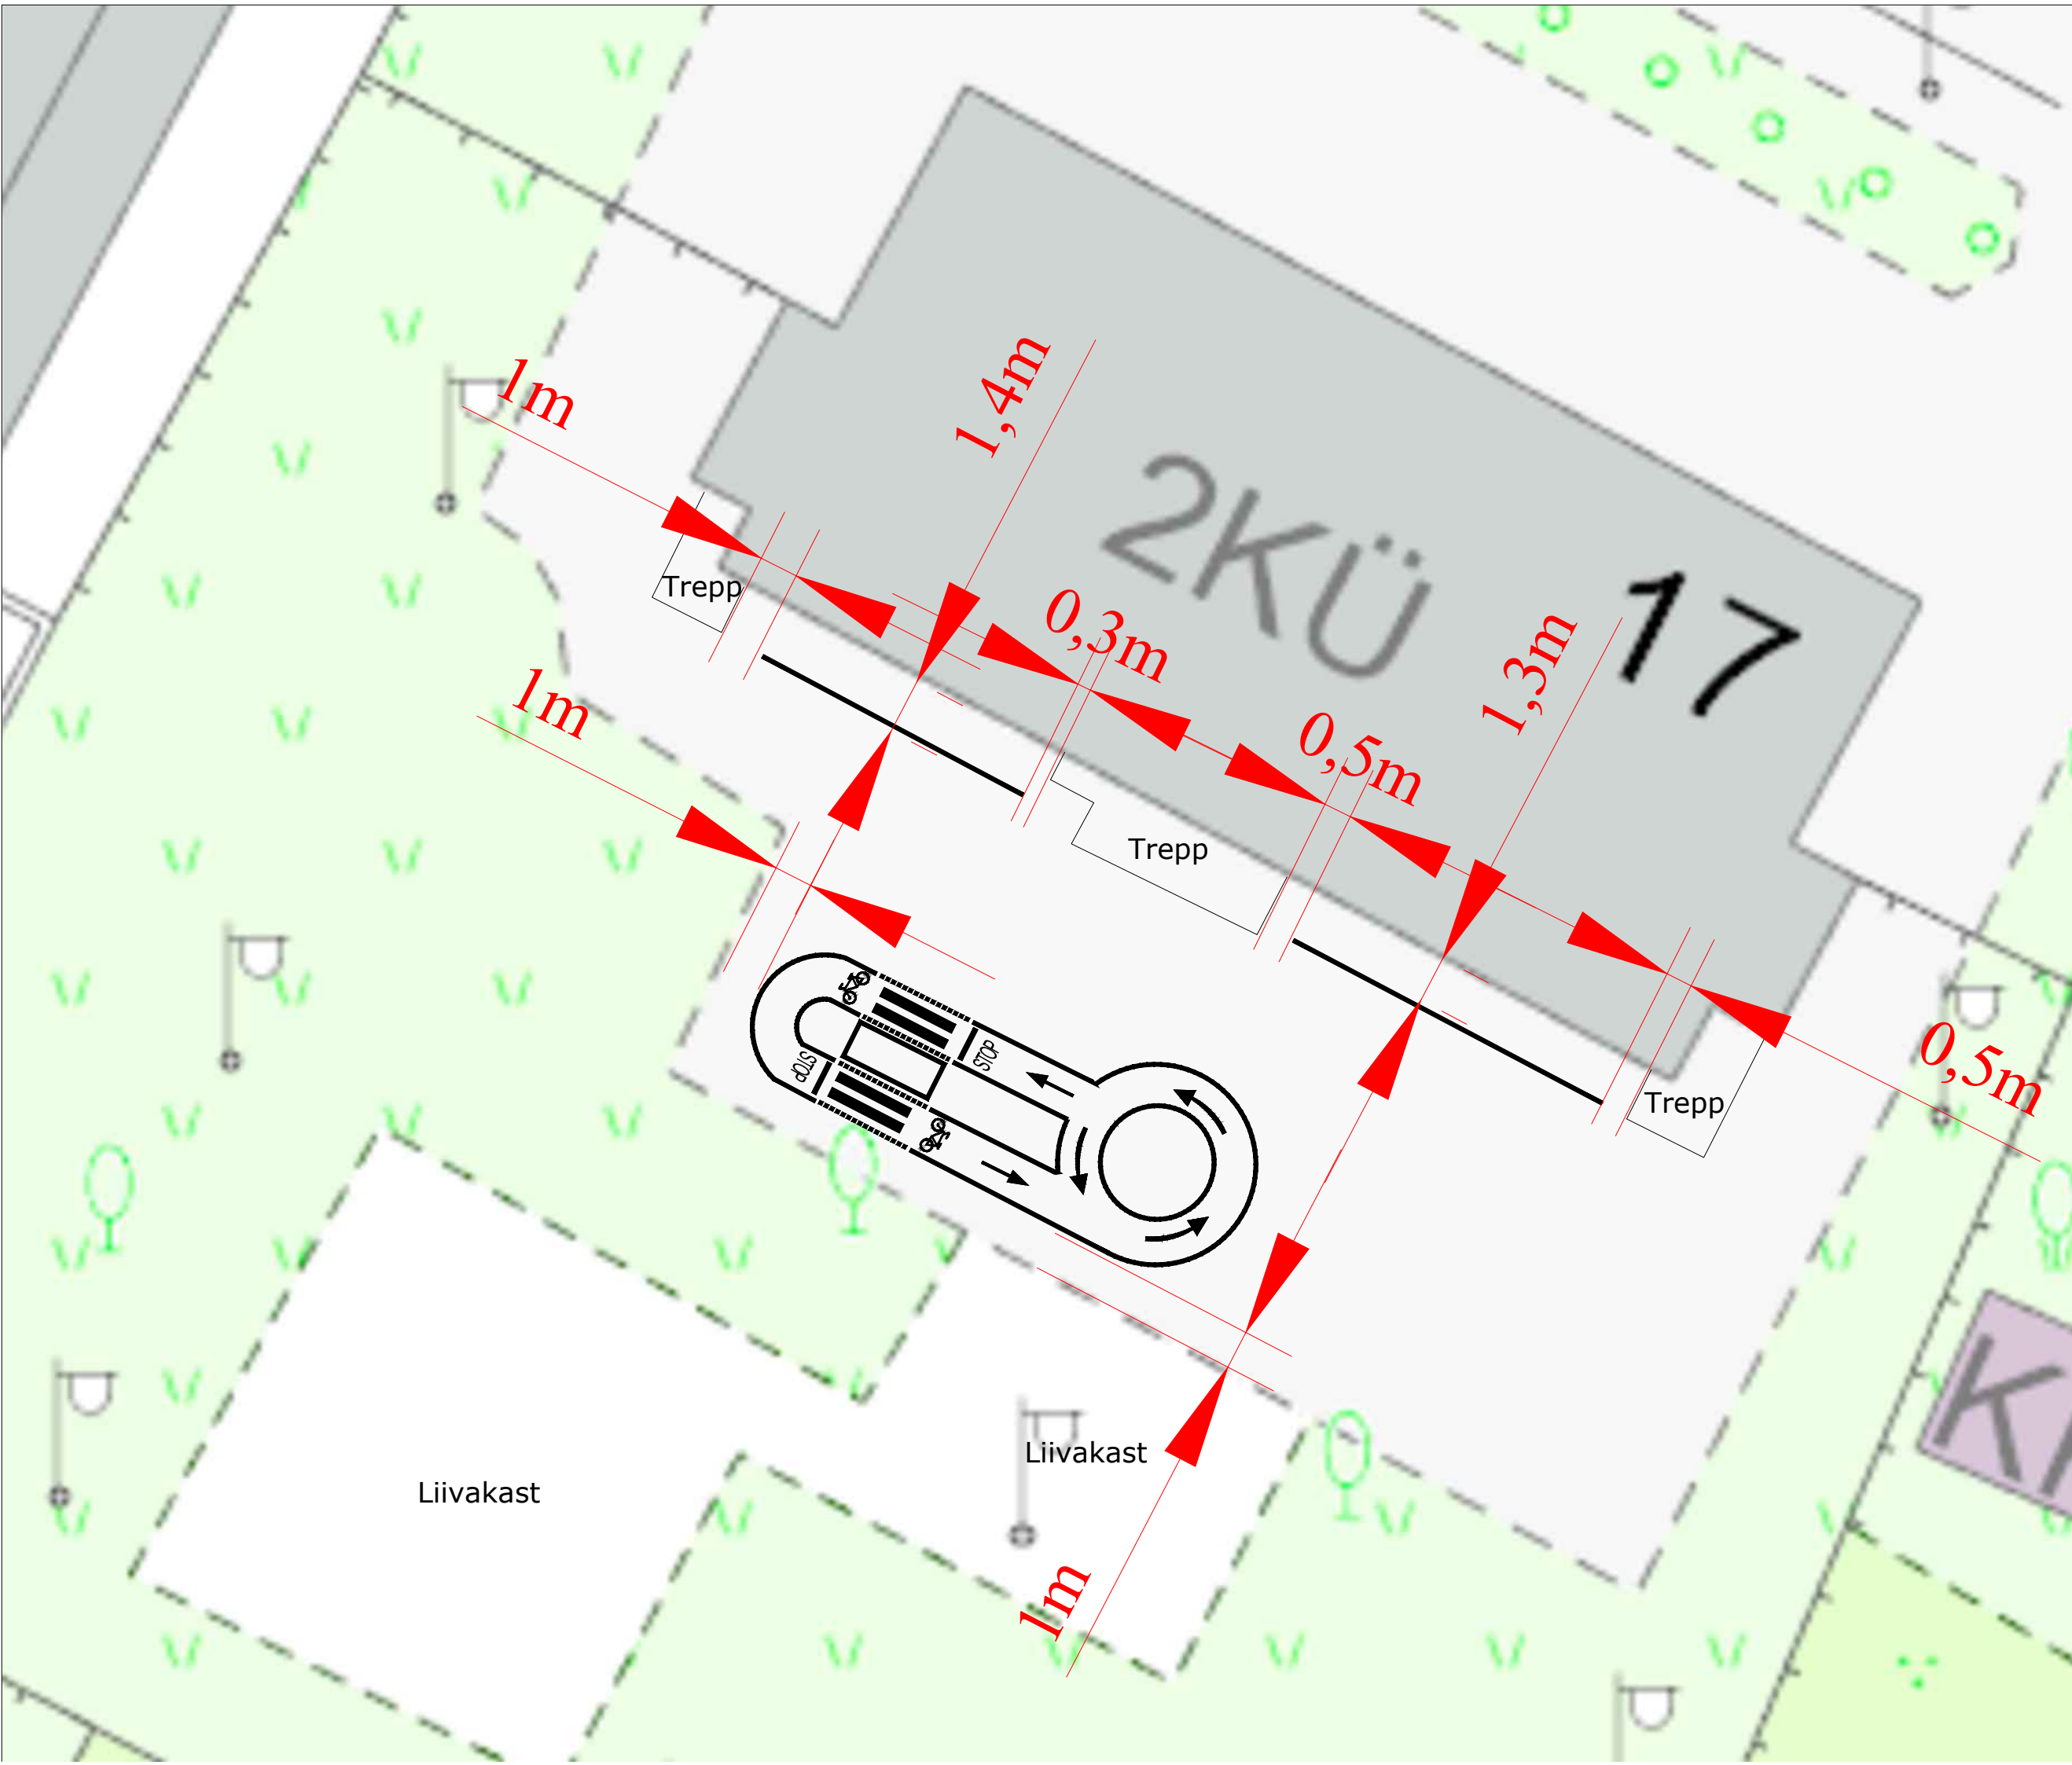 1m
1,4m
2KÜ
17
Trepp
0,3m
1,3m
1m
0,5m
Trepp
STOP
STOP
0,5m
Trepp
Liivakast
Liivakast
1m